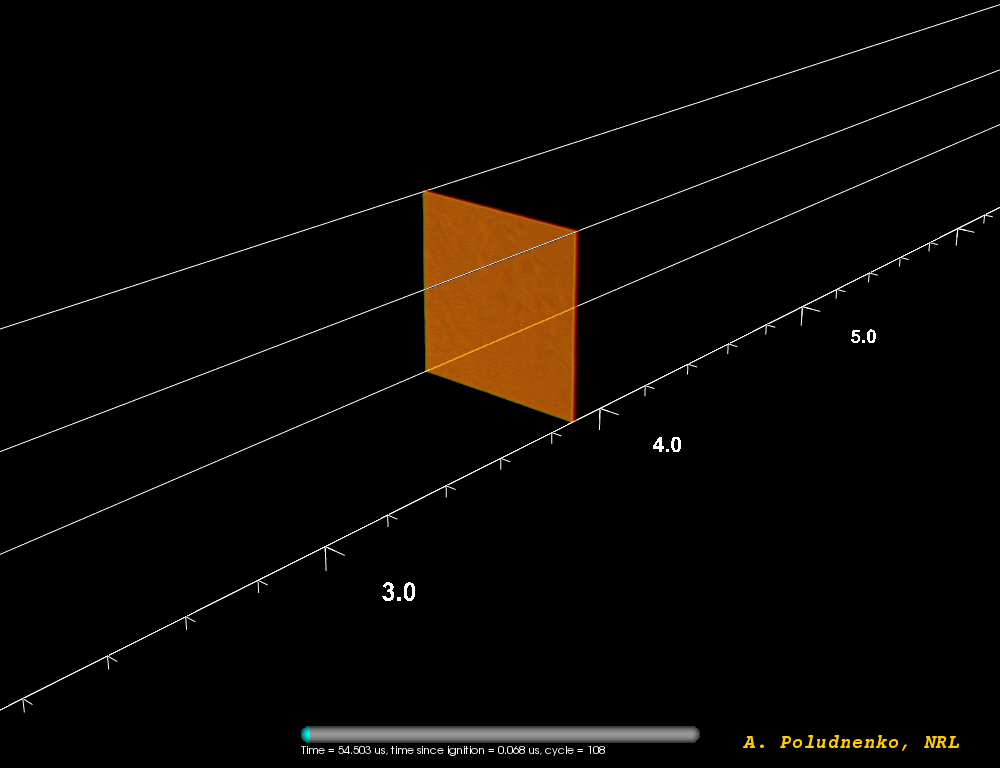 5.0
4.0
3.0
Time = 54.503 us, time since ignition = 0.068 us, cycle = 108
A. Poludnenko, NRL